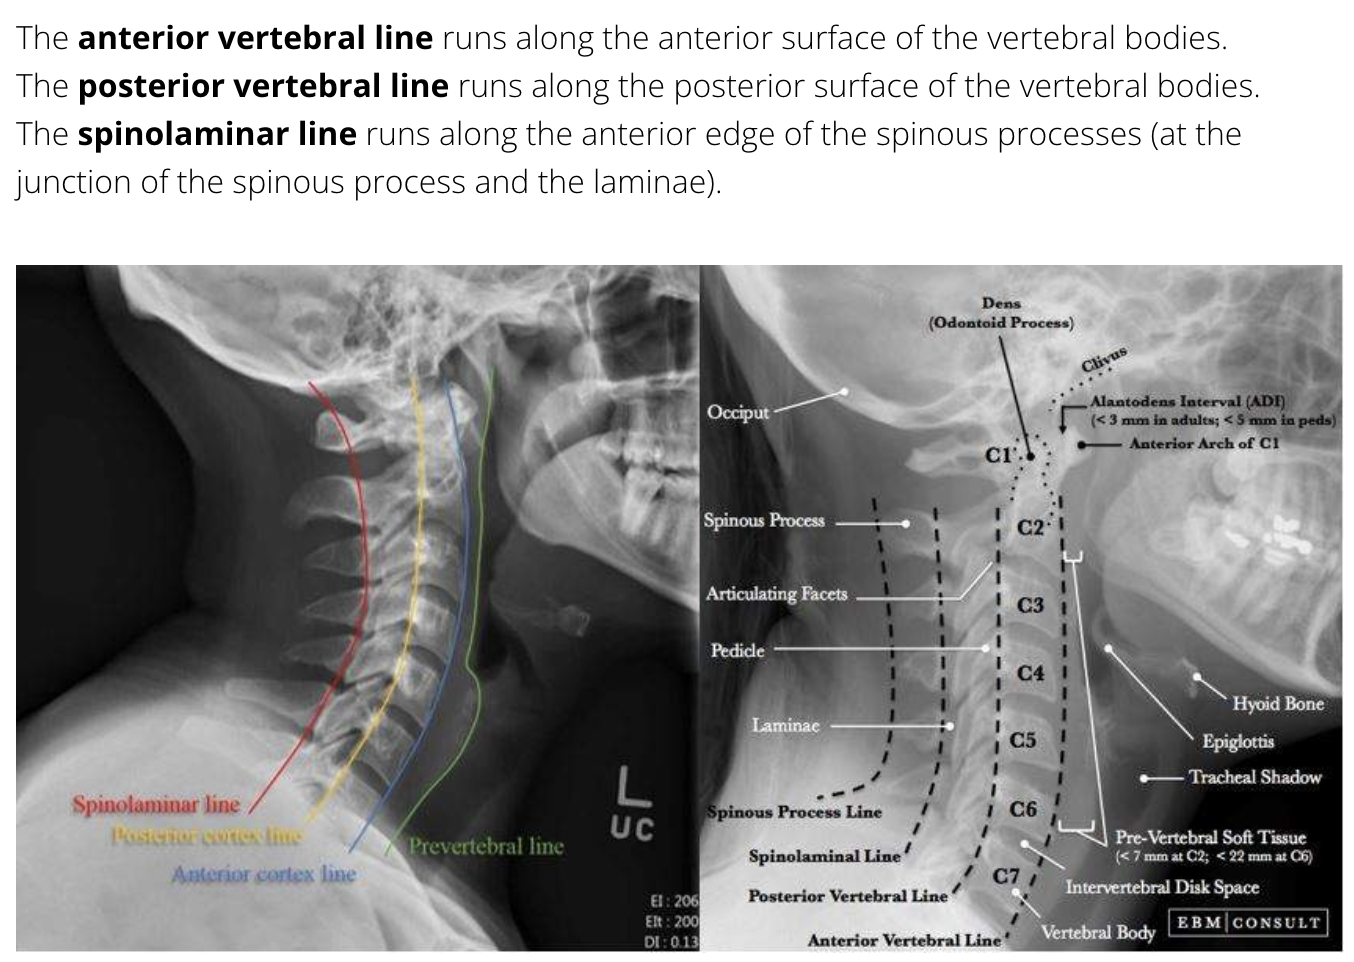 The anterior vertebral line runs along the anterior surface of the vertebral bodies.
The posterior vertebral line runs along the posterior surface of the vertebral bodies.
The spinolaminar line runs along the anterior edge of the spinous processes (at the
junction of the spinous process and the laminae).
Spinolaminar line
Posterior cortex line
Anterior cortex line
Prevertebral line
L
UC
EI : 206
EIt : 200
DI : 0.13
Dens
(Odontoid Process)
Clivus
Occiput
Alantodens Interval (ADI)
(< 3 mm in adults; < 5 mm in peds)
Anterior Arch of C1
C1
Spinous Process
C2
Articulating Facets
C3
Pedicle
C4
Hyoid Bone
Laminae
C5
Epiglottis
Tracheal Shadow
Spinous Process Line
C6
Pre-Vertebral Soft Tissue
(< 7 mm at C2; < 22 mm at C6)
Spinolaminal Line
C7
Intervertebral Disk Space
Posterior Vertebral Line
Vertebral Body
EBM|CONSULT
Anterior Vertebral Line